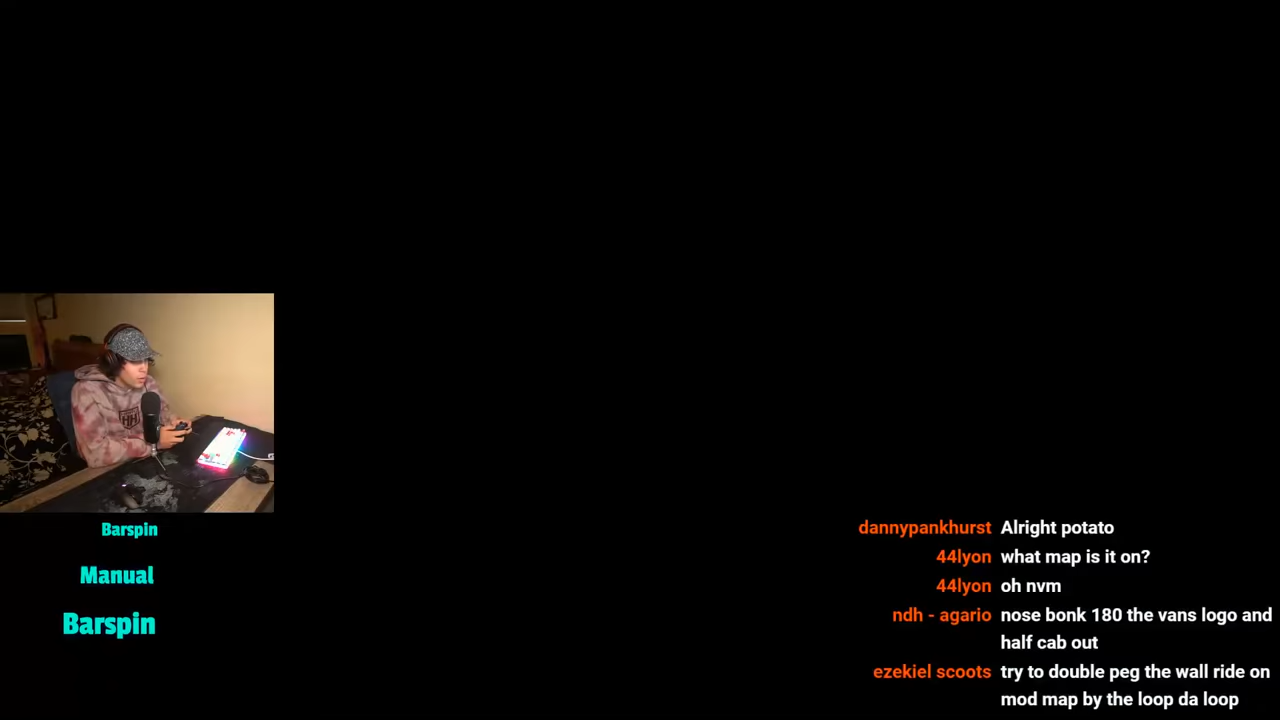 Barspin
Manual
Barspin
dannypankhurst Alright potato
44lyon what map is it on?
44lyon oh nvm
ndh - agario nose bonk 180 the vans logo and
half cab out
ezekiel scoots try to double peg the wall ride on
mod map by the loop da loop